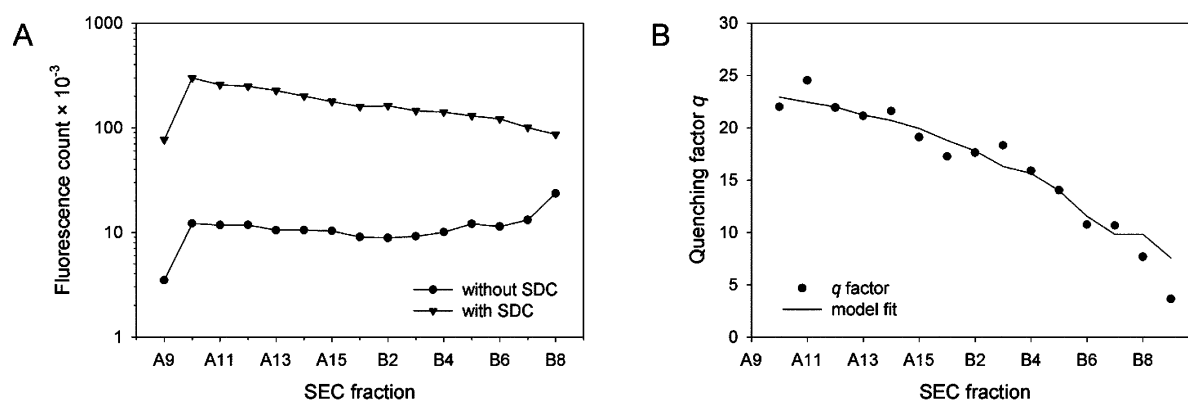 A
Fluorescence count × 10⁻³
1000
100
10
1
without SDC
with SDC
A9 A11 A13 A15 B2 B4 B6 B8
SEC fraction
B
Quenching factor q
30
25
20
15
10
5
0
q factor
model fit
A9 A11 A13 A15 B2 B4 B6 B8
SEC fraction